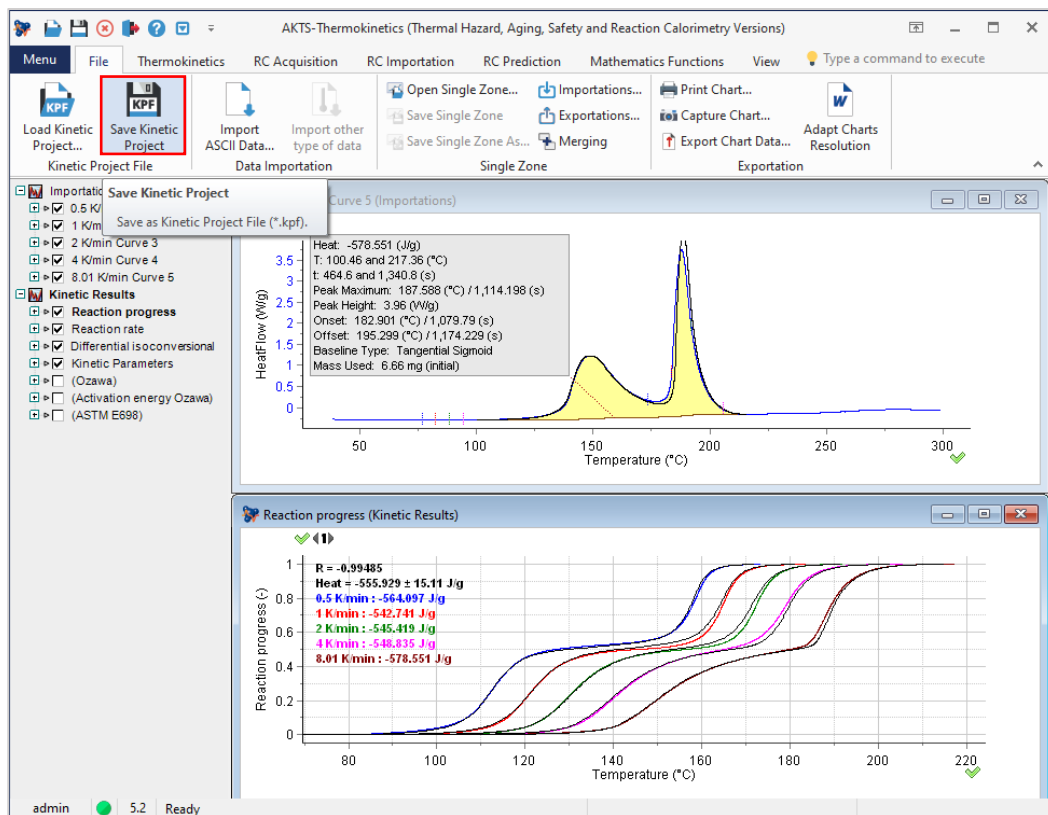 AKTS-Thermokinetics (Thermal Hazard, Aging, Safety and Reaction Calorimetry Versions)
Menu File Thermokinetics RC Acquisition RC Importation RC Prediction Mathematics Functions View Type a command to execute
KPF
Load Kinetic Project...
KPF
Save Kinetic Project
Kinetic Project File
Import ASCII Data...
Import other type of data
Data Importation
Open Single Zone...
Save Single Zone
Save Single Zone As...
Importations...
Exportations...
Merging
Single Zone
Print Chart...
Capture Chart...
Export Chart Data...
W
Adapt Charts Resolution
Exportation
Save Kinetic Project
Save as Kinetic Project File (*.kpf).
Importatio
0.5 K/
1 K/m
2 K/min Curve 3
4 K/min Curve 4
8.01 K/min Curve 5
Kinetic Results
Reaction progress
Reaction rate
Differential isoconversional
Kinetic Parameters
(Ozawa)
(Activation energy Ozawa)
(ASTM E698)
Curve 5 (Importations)
Heat: -578.551 (J/g)
T: 100.46 and 217.36 (°C)
t: 464.6 and 1,340.8 (s)
Peak Maximum: 187.588 (°C) / 1,114.198 (s)
Peak Height: 3.96 (W/g)
Onset: 182.901 (°C) / 1,079.79 (s)
Offset: 195.299 (°C) / 1,174.229 (s)
Baseline Type: Tangential Sigmoid
Mass Used: 6.66 mg (initial)
HeatFlow (W/g)
3.5
3
2.5
2
1.5
1
0.5
0
50 100 150 200 250 300
Temperature (°C)
Reaction progress (Kinetic Results)
1
R = -0.99485
Heat = -555.929 ± 15.11 J/g
0.5 K/min : -564.097 J/g
1 K/min : -542.741 J/g
2 K/min : -545.419 J/g
4 K/min : -548.835 J/g
8.01 K/min : -578.551 J/g
Reaction progress (-)
1
0.8
0.6
0.4
0.2
0
80 100 120 140 160 180 200 220
Temperature (°C)
admin 5.2 Ready